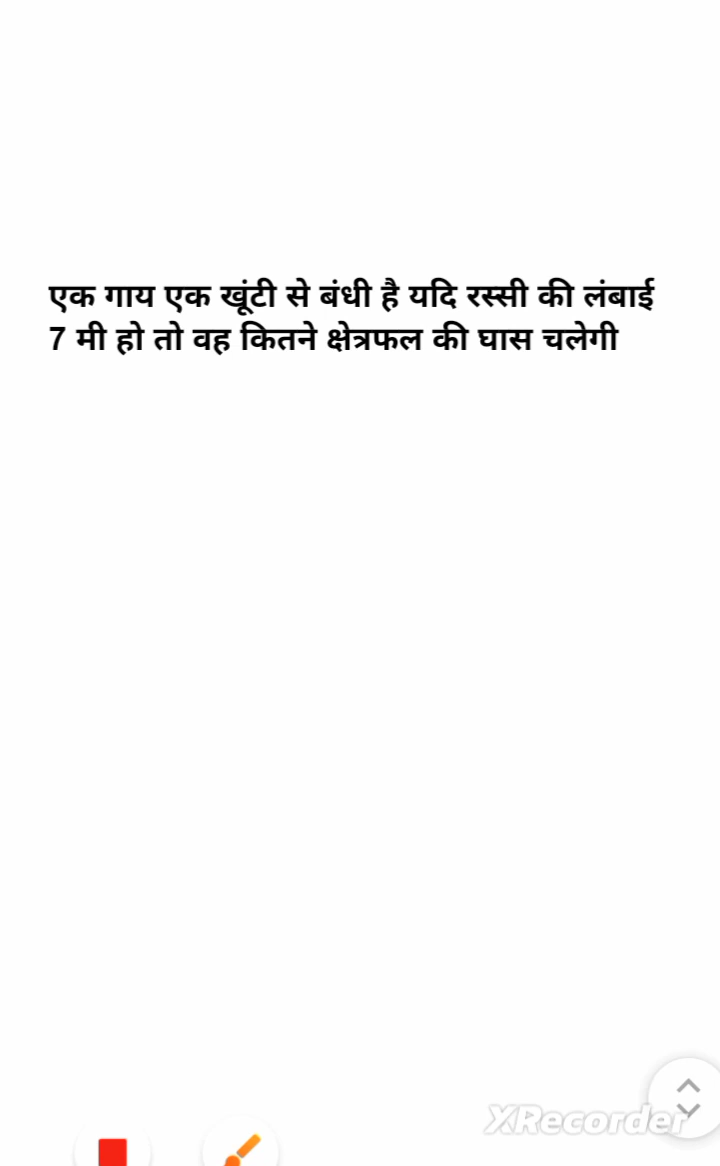 एक गाय एक खूंटी से बंधी है यदि रस्सी की लंबाई
7 मी हो तो वह कितने क्षेत्रफल की घास चलेगी
XRecorder